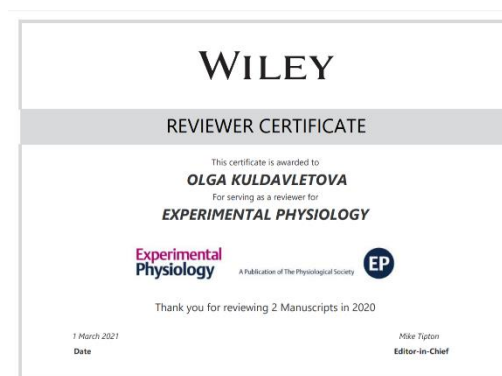 WILEY
REVIEWER CERTIFICATE
This certificate is awarded to
OLGA KULDAVLETOVA
For serving as a reviewer for
EXPERIMENTAL PHYSIOLOGY
Experimental
Physiology
A Publication of The Physiological Society
EP
Thank you for reviewing 2 Manuscripts in 2020
1 March 2021
Mike Tipton
Date
Editor-in-Chief